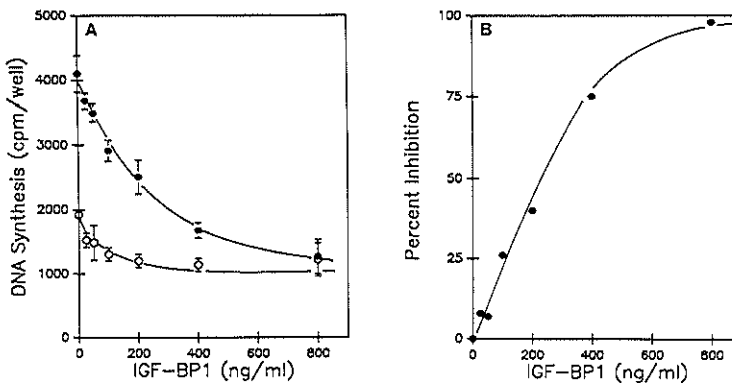 A
5000
4000
3000
2000
1000
0
DNA Synthesis (cpm/well)
0 200 400 600 800
IGF-BP1 (ng/ml)
B
100
75
50
25
0
Percent Inhibition
0 200 400 600 800
IGF-BP1 (ng/ml)